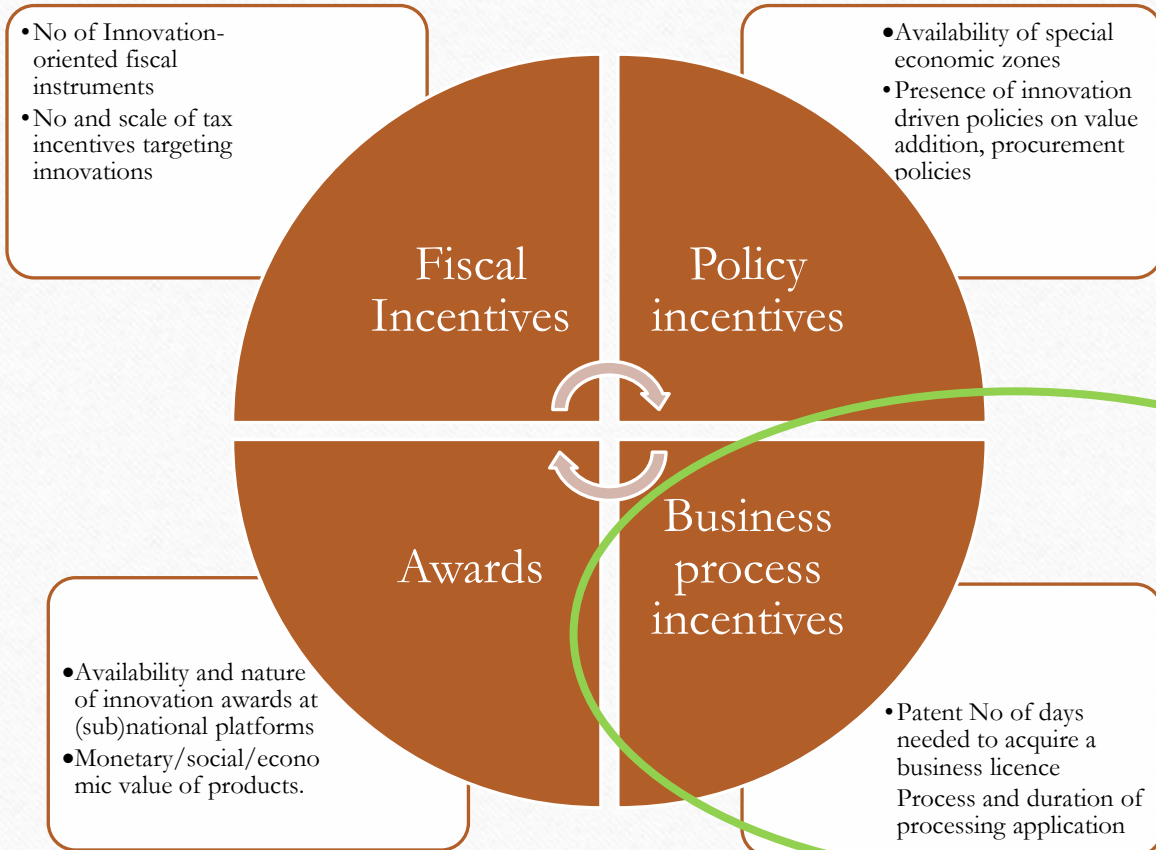 •No of Innovation-
oriented fiscal
instruments
•No and scale of tax
incentives targeting
innovations
•Availability of special
economic zones
•Presence of innovation
driven policies on value
addition, procurement
policies
Fiscal
Incentives
Policy
incentives
Awards
Business
process
incentives
•Availability and nature
of innovation awards at
(sub)national platforms
•Monetary/social/econo
mic value of products.
•Patent No of days
needed to acquire a
business licence
Process and duration of
processing application